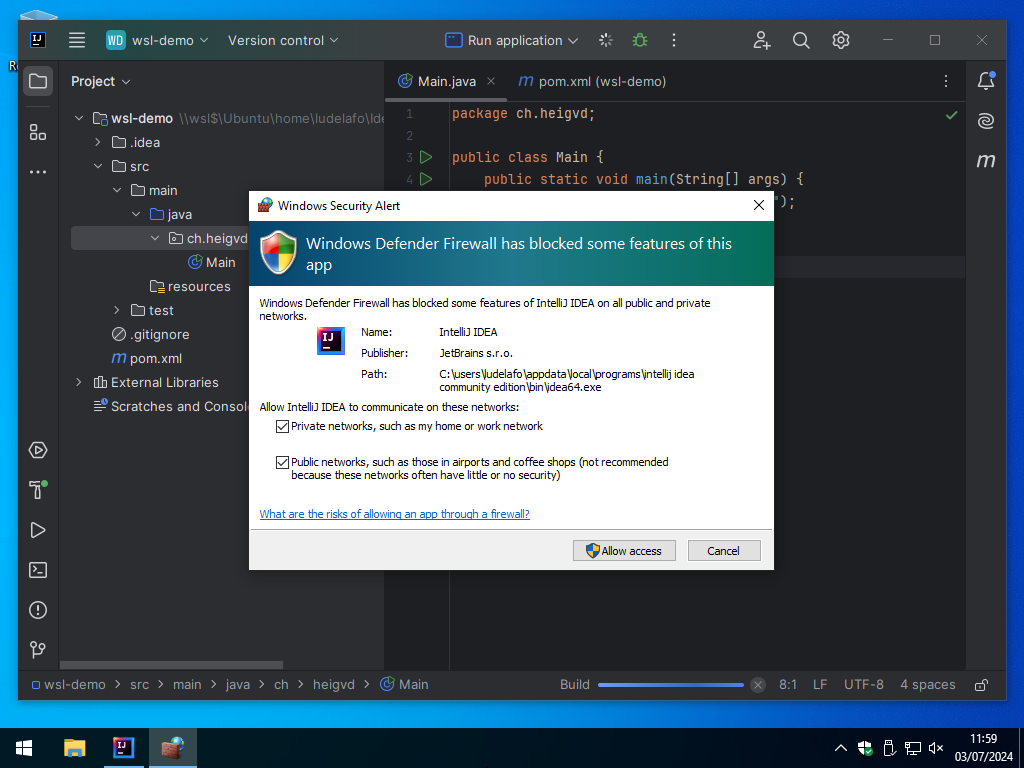 WD wsl-demo Version control Run application
Project
Main.java pom.xml (wsl-demo)
wsl-demo \\wsl$\Ubuntu\home\ludelafo\Ide
.idea
src
main
java
ch.heigvd
Main
resources
test
.gitignore
pom.xml
External Libraries
Scratches and Consol
1 package ch.heigvd;
2
3 public class Main {
4 public static void main(String[] args) {
");
Windows Security Alert
Windows Defender Firewall has blocked some features of this
app
Windows Defender Firewall has blocked some features of IntelliJ IDEA on all public and private
networks.
IJ
Name: IntelliJ IDEA
Publisher: JetBrains s.r.o.
Path: C:\users\ludelafo\appdata\local\programs\intellij idea
community edition\bin\idea64.exe
Allow IntelliJ IDEA to communicate on these networks:
Private networks, such as my home or work network
Public networks, such as those in airports and coffee shops (not recommended
because these networks often have little or no security)
What are the risks of allowing an app through a firewall?
Allow access Cancel
wsl-demo > src > main > java > ch > heigvd > Main Build 8:1 LF UTF-8 4 spaces
11:59
03/07/2024